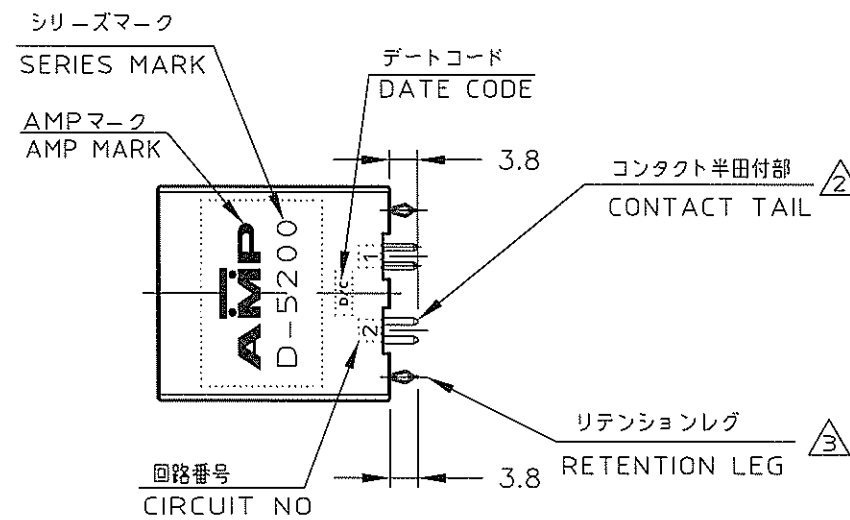 シリーズマーク
SERIES MARK
デートコード
DATE CODE
AMPマーク
AMP MARK
3.8
コンタクト半田付部
CONTACT TAIL
2
AMP
D-5200
D/C
1
2
リテンションレグ
RETENTION LEG
3
3.8
回路番号
CIRCUIT NO